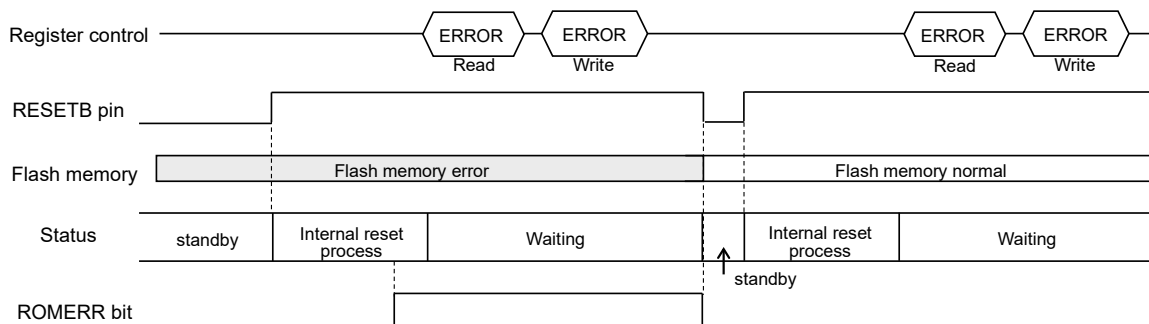 Register control
ERROR
ERROR
ERROR
ERROR
Read
Write
Read
Write
RESETB pin
Flash memory
Flash memory error
Flash memory normal
Status
standby
Internal reset
process
Waiting
Internal reset
process
Waiting
standby
ROMERR bit